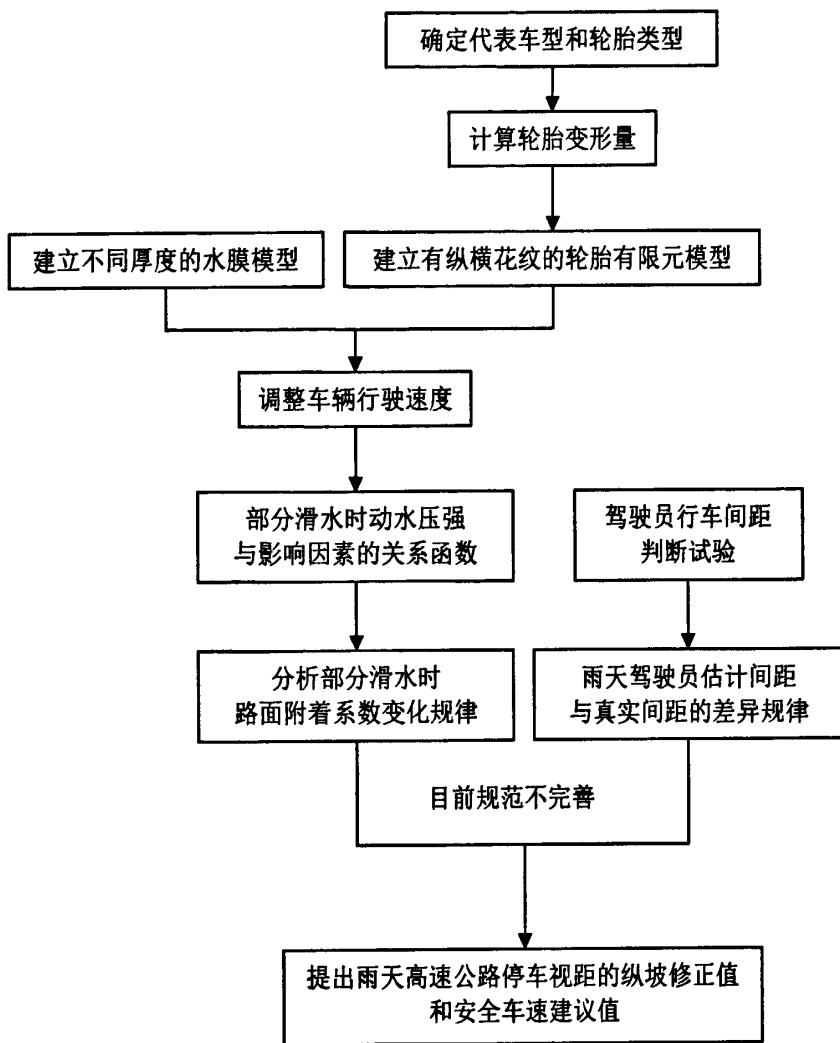 确定代表车型和轮胎类型
计算轮胎变形量
建立不同厚度的水膜模型
建立有纵横花纹的轮胎有限元模型
调整车辆行驶速度
部分滑水时动水压强
与影响因素的关系函数
驾驶员行车间距
判断试验
分析部分滑水时
路面附着系数变化规律
雨天驾驶员估计间距
与真实间距的差异规律
目前规范不完善
提出雨天高速公路停车视距的纵坡修正值
和安全车速建议值